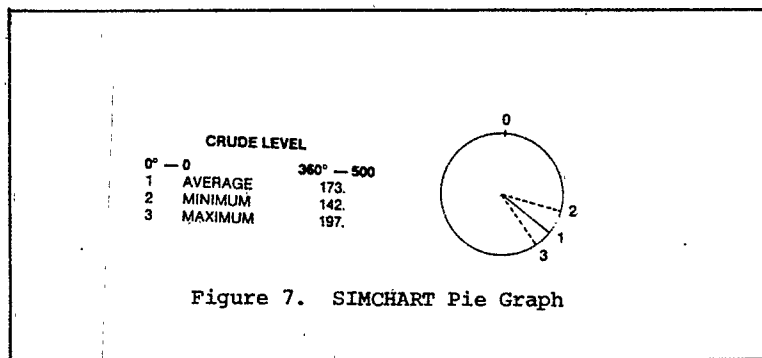 CRUDE LEVEL
0° — 0 360° — 500
1 AVERAGE 173.
2 MINIMUM 142.
3 MAXIMUM 197.
0
2
1
3
Figure 7. SIMCHART Pie Graph